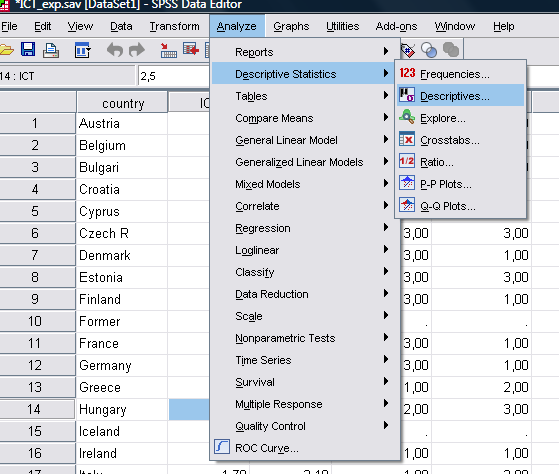 *ICT_exp.sav [DataSet1] - SPSS Data Editor
File Edit View Data Transform Analyze Graphs Utilities Add-ons Window Help
14 : ICT 2,5
country IC
1 Austria
2 Belgium
3 Bulgari
4 Croatia
5 Cyprus
6 Czech R 3,00 3,00
7 Denmark 3,00 1,00
8 Estonia 3,00 3,00
9 Finland 3,00 1,00
10 Former . .
11 France 3,00 1,00
12 Germany 3,00 1,00
13 Greece 1,00 2,00
14 Hungary 2,00 3,00
15 Iceland . .
16 Ireland 1,00 1,00
Reports
Descriptive Statistics
Tables
Compare Means
General Linear Model
Generalized Linear Models
Mixed Models
Correlate
Regression
Loglinear
Classify
Data Reduction
Scale
Nonparametric Tests
Time Series
Survival
Multiple Response
Quality Control
ROC Curve...
123 Frequencies...
Descriptives...
Explore...
Crosstabs...
1/2 Ratio...
P-P Plots...
Q-Q Plots...